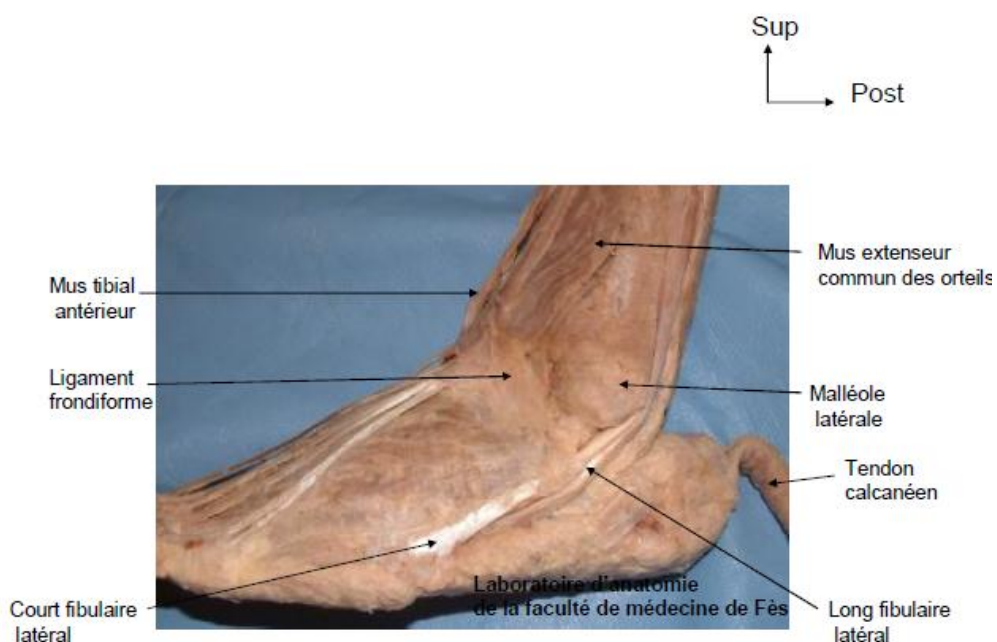 Sup
Post
Mus extenseur
commun des orteils
Mus tibial
antérieur
Ligament
frondiforme
Malléole
latérale
Tendon
calcanéen
Laboratoire d'anatomie
de la faculté de médecine de Fès
Court fibulaire
latéral
Long fibulaire
latéral